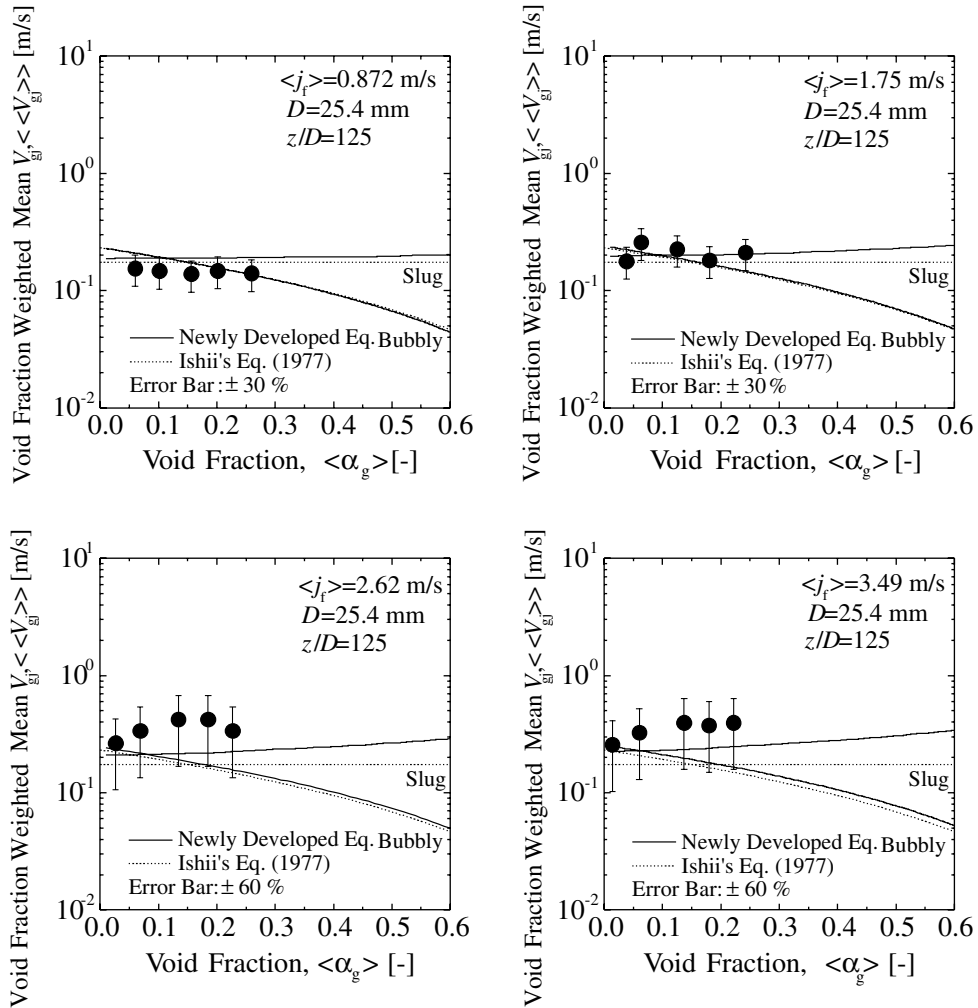 Void Fraction Weighted Mean V_gj, <<V_gj>> [m/s]
10^1
10^0
10^-1
10^-2
<j_f>=0.872 m/s
D=25.4 mm
z/D=125
Slug
Newly Developed Eq. Bubbly
Ishii's Eq. (1977)
Error Bar: ± 30 %
0.0 0.1 0.2 0.3 0.4 0.5 0.6
Void Fraction, <α_g> [-]
Void Fraction Weighted Mean V_gj, <<V_gj>> [m/s]
10^1
10^0
10^-1
10^-2
<j_f>=1.75 m/s
D=25.4 mm
z/D=125
Slug
Newly Developed Eq. Bubbly
Ishii's Eq. (1977)
Error Bar: ± 30 %
0.0 0.1 0.2 0.3 0.4 0.5 0.6
Void Fraction, <α_g> [-]
Void Fraction Weighted Mean V_gj, <<V_gj>> [m/s]
10^1
10^0
10^-1
10^-2
<j_f>=2.62 m/s
D=25.4 mm
z/D=125
Slug
Newly Developed Eq. Bubbly
Ishii's Eq. (1977)
Error Bar: ± 60 %
0.0 0.1 0.2 0.3 0.4 0.5 0.6
Void Fraction, <α_g> [-]
Void Fraction Weighted Mean V_gj, <<V_gj>> [m/s]
10^1
10^0
10^-1
10^-2
<j_f>=3.49 m/s
D=25.4 mm
z/D=125
Slug
Newly Developed Eq. Bubbly
Ishii's Eq. (1977)
Error Bar: ± 60 %
0.0 0.1 0.2 0.3 0.4 0.5 0.6
Void Fraction, <α_g> [-]